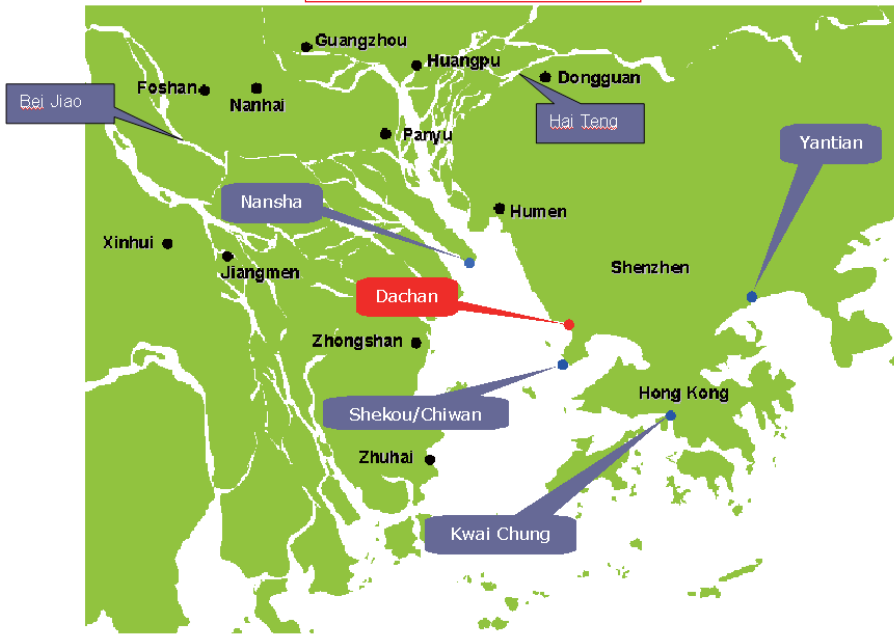 Guangzhou
Huangpu
Foshan
Nanhai
Dongguan
Bei Jiao
Hai Teng
Panyu
Yantian
Nansha
Humen
Xinhui
Jiangmen
Shenzhen
Dachan
Zhongshan
Hong Kong
Shekou/Chiwan
Zhuhai
Kwai Chung